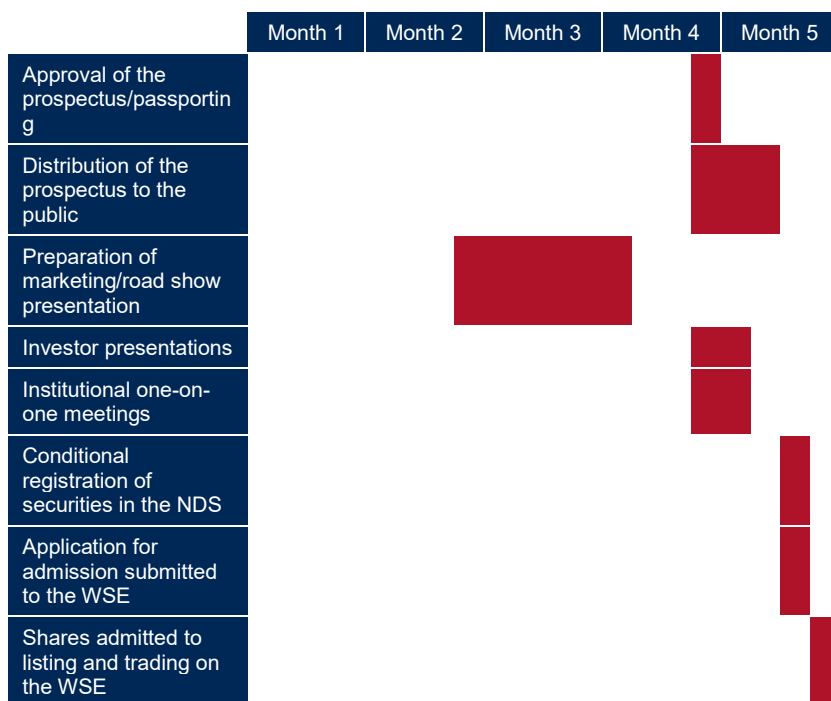 Month 1 Month 2 Month 3 Month 4 Month 5
Approval of the
prospectus/passportin
g
Distribution of the
prospectus to the
public
Preparation of
marketing/road show
presentation
Investor presentations
Institutional one-on-
one meetings
Conditional
registration of
securities in the NDS
Application for
admission submitted
to the WSE
Shares admitted to
listing and trading on
the WSE